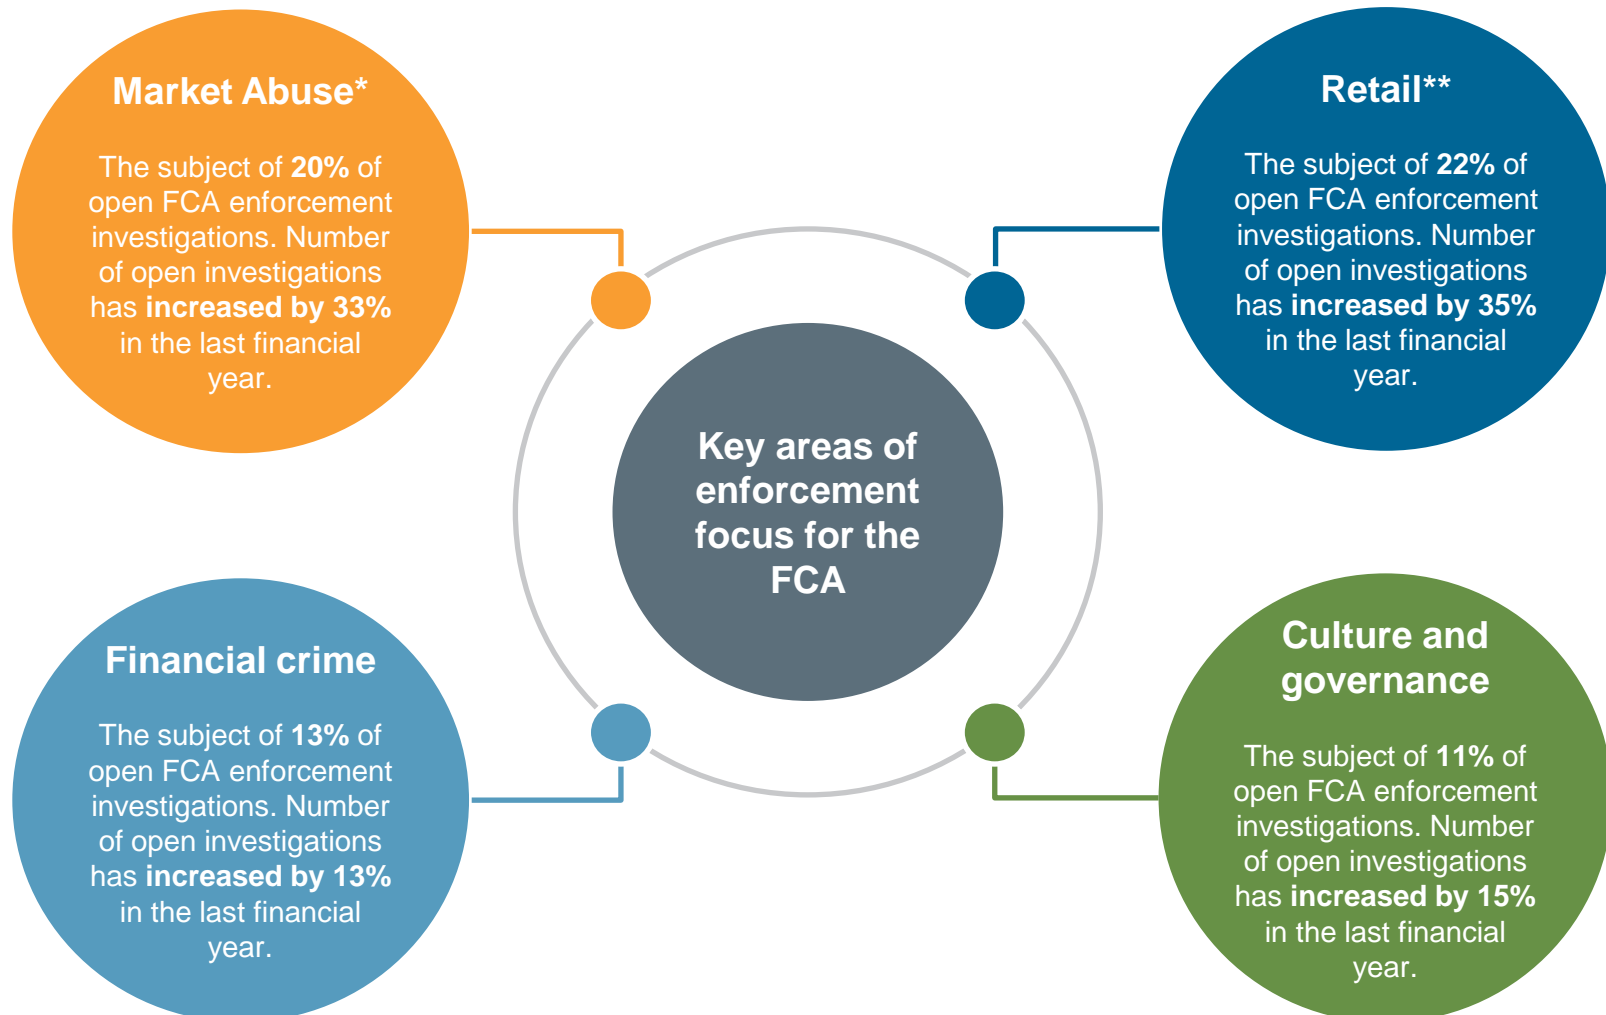 Market Abuse*
The subject of 20% of
open FCA enforcement
investigations. Number
of open investigations
has increased by 33%
in the last financial
year.
Retail**
The subject of 22% of
open FCA enforcement
investigations. Number
of open investigations
has increased by 35%
in the last financial
year.
Key areas of
enforcement
focus for the
FCA
Financial crime
The subject of 13% of
open FCA enforcement
investigations. Number
of open investigations
has increased by 13%
in the last financial
year.
Culture and
governance
The subject of 11% of
open FCA enforcement
investigations. Number
of open investigations
has increased by 15%
in the last financial
year.